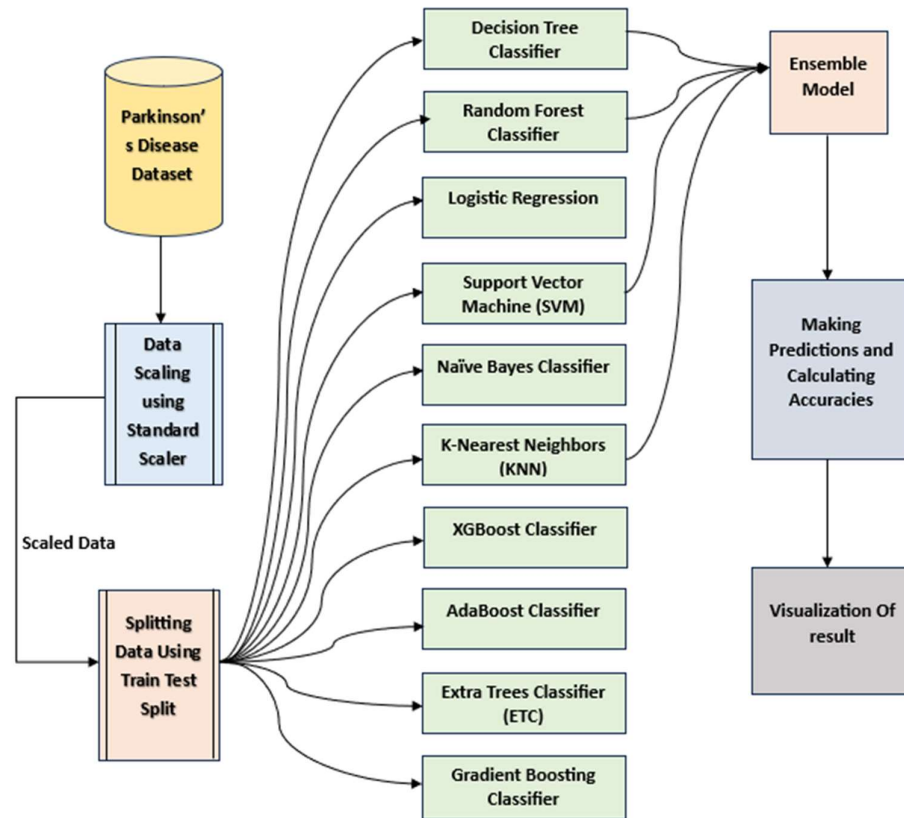 Parkinson'
s Disease
Dataset
Data
Scaling
using
Standard
Scaler
Scaled Data
Splitting
Data Using
Train Test
Split
Decision Tree
Classifier
Random Forest
Classifier
Logistic Regression
Support Vector
Machine (SVM)
Naïve Bayes Classifier
K-Nearest Neighbors
(KNN)
XGBoost Classifier
AdaBoost Classifier
Extra Trees Classifier
(ETC)
Gradient Boosting
Classifier
Ensemble
Model
Making
Predictions and
Calculating
Accuracies
Visualization Of
result